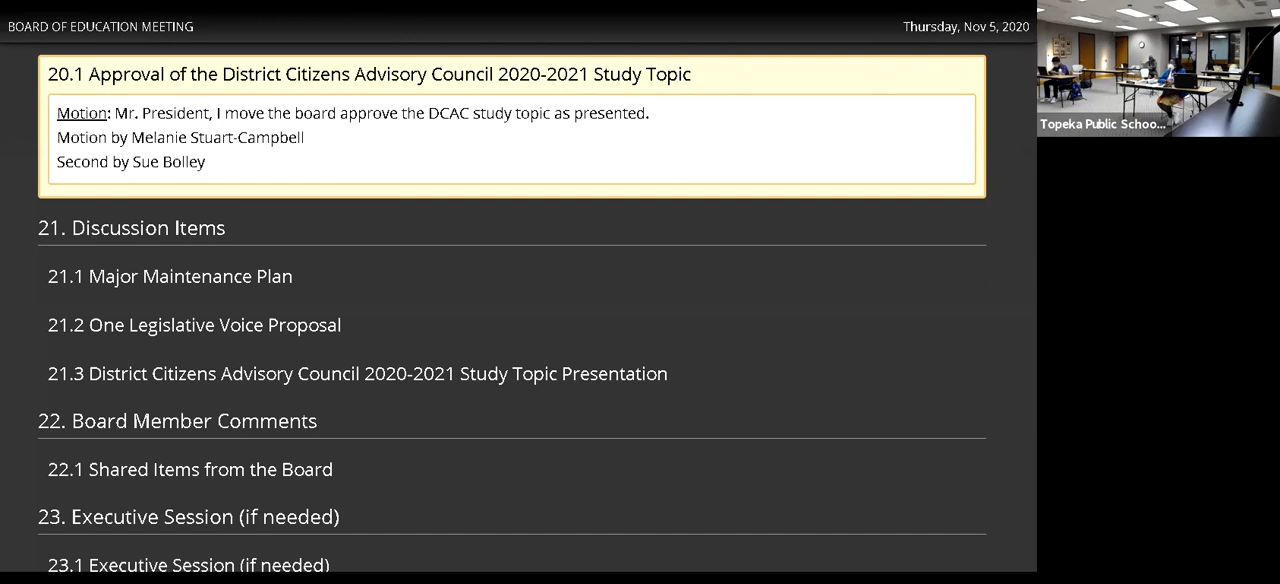 BOARD OF EDUCATION MEETING
Thursday, Nov 5, 2020
20.1 Approval of the District Citizens Advisory Council 2020-2021 Study Topic
Motion: Mr. President, I move the board approve the DCAC study topic as presented.
Motion by Melanie Stuart-Campbell
Second by Sue Bolley
21. Discussion Items
21.1 Major Maintenance Plan
21.2 One Legislative Voice Proposal
21.3 District Citizens Advisory Council 2020-2021 Study Topic Presentation
22. Board Member Comments
22.1 Shared Items from the Board
23. Executive Session (if needed)
23.1 Executive Session (if needed)
Topeka Public Schoo...